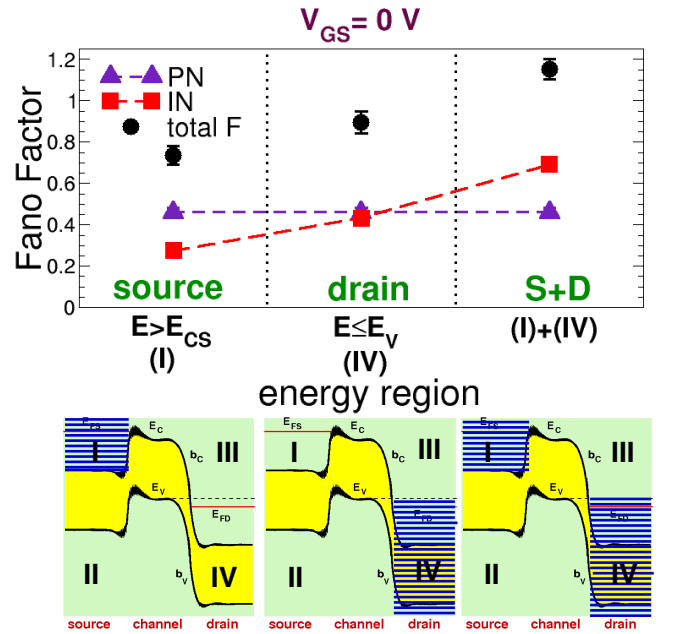 V_GS = 0 V
Fano Factor
1.2
1
0.8
0.6
0.4
0.2
0
PN
IN
total F
source
drain
S+D
E>E_CS
(I)
E≤E_V
(IV)
(I)+(IV)
energy region
E_FS
I
E_C
b_C
III
E_V
E_FD
II
b_V
IV
source
channel
drain
E_FS
I
E_C
b_C
III
E_V
E_FD
II
b_V
IV
source
channel
drain
E_FS
I
E_C
b_C
III
E_V
E_FD
II
b_V
IV
source
channel
drain